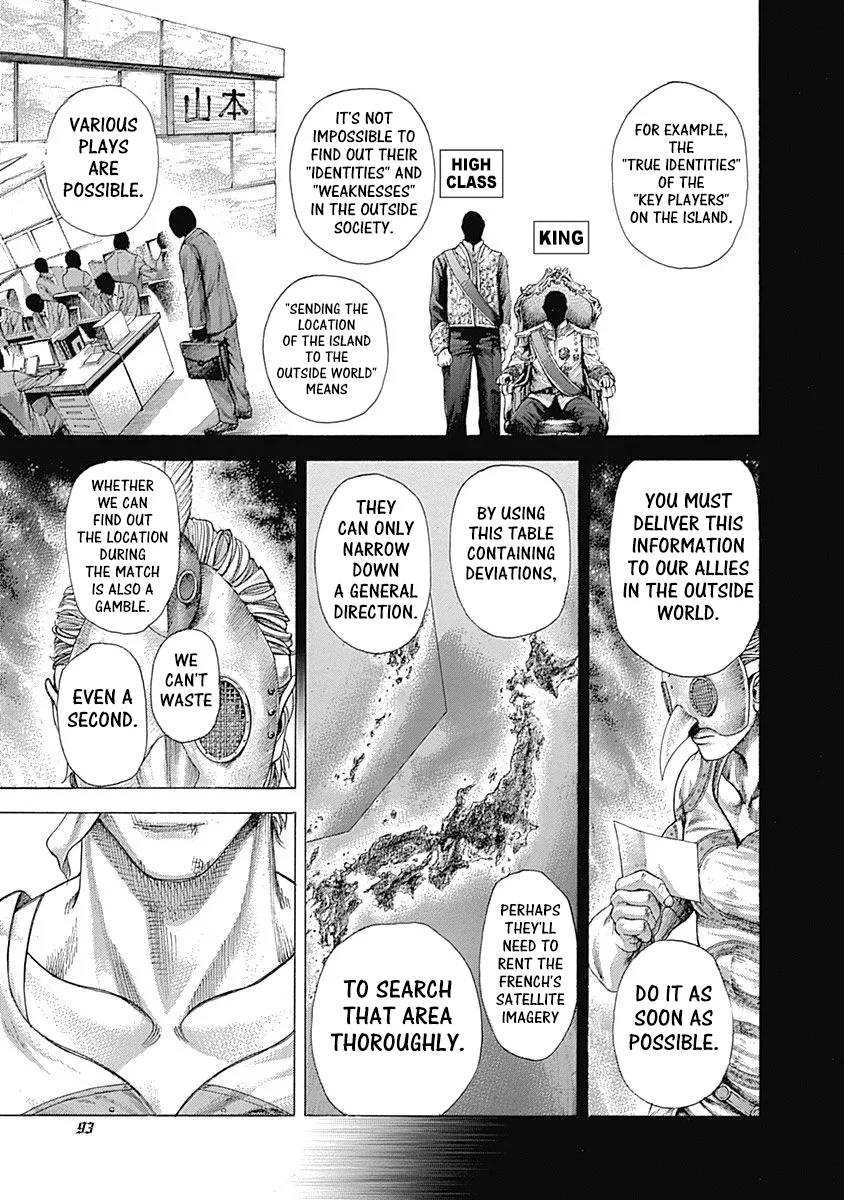 FOR EXAMPLE,
THE
"TRUE IDENTITIES"
OF THE
"KEY PLAYERS"
ON THE ISLAND.
KING
HIGH
CLASS
IT'S NOT
IMPOSSIBLE TO
FIND OUT THEIR
"IDENTITIES" AND
"WEAKNESSES"
IN THE OUTSIDE
SOCIETY.
"SENDING THE
LOCATION
OF THE ISLAND
TO THE
OUTSIDE WORLD"
MEANS
山本
VARIOUS
PLAYS
ARE
POSSIBLE.
YOU MUST
DELIVER THIS
INFORMATION
TO OUR ALLIES
IN THE OUTSIDE
WORLD.
DO IT AS
SOON AS
POSSIBLE.
BY USING
THIS TABLE
CONTAINING
DEVIATIONS,
THEY
CAN ONLY
NARROW
DOWN
A GENERAL
DIRECTION.
PERHAPS
THEY'LL
NEED TO
RENT THE
FRENCH'S
SATELLITE
IMAGERY
TO SEARCH
THAT AREA
THOROUGHLY.
WHETHER
WE CAN
FIND OUT
THE LOCATION
DURING
THE MATCH
IS ALSO A
GAMBLE.
WE
CAN'T
WASTE
EVEN A
SECOND.
93